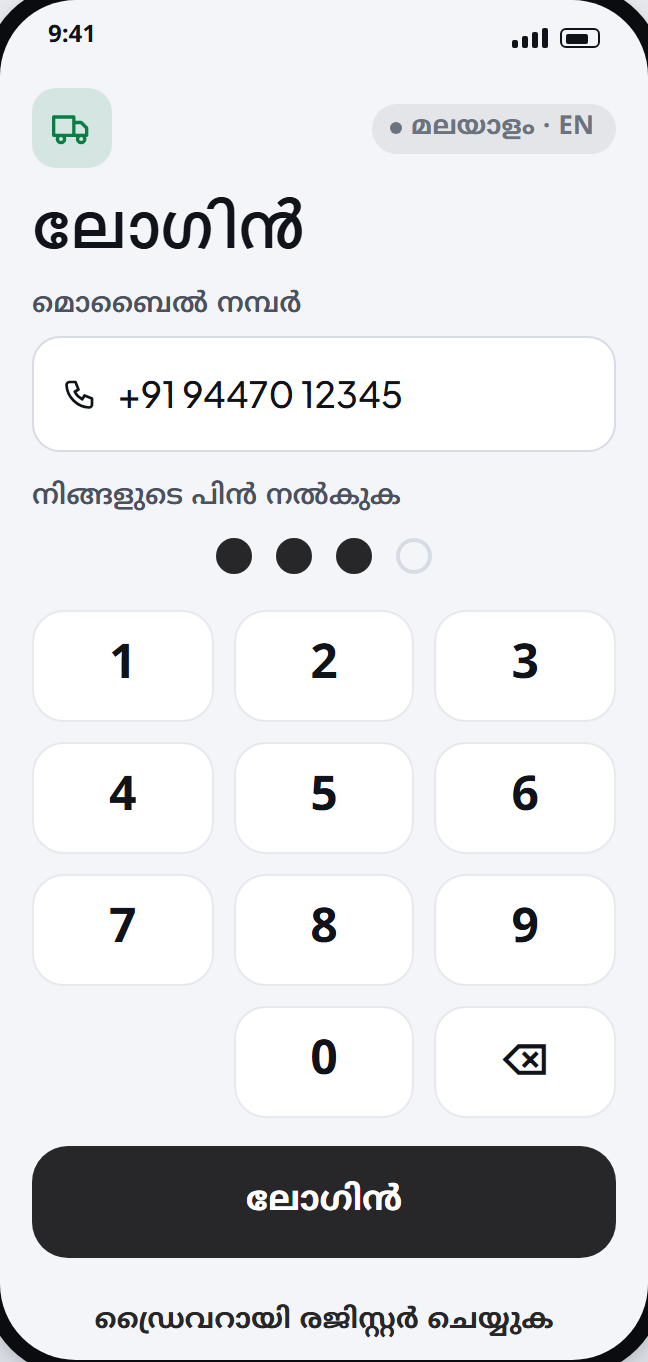 9:41
മലയാളം · EN
ലോഗിൻ
മൊബൈൽ നമ്പർ
+91 94470 12345
നിങ്ങളുടെ പിൻ നൽകുക
1 2 3
4 5 6
7 8 9
0
ലോഗിൻ
ഡ്രൈവറായി രജിസ്റ്റർ ചെയ്യുക